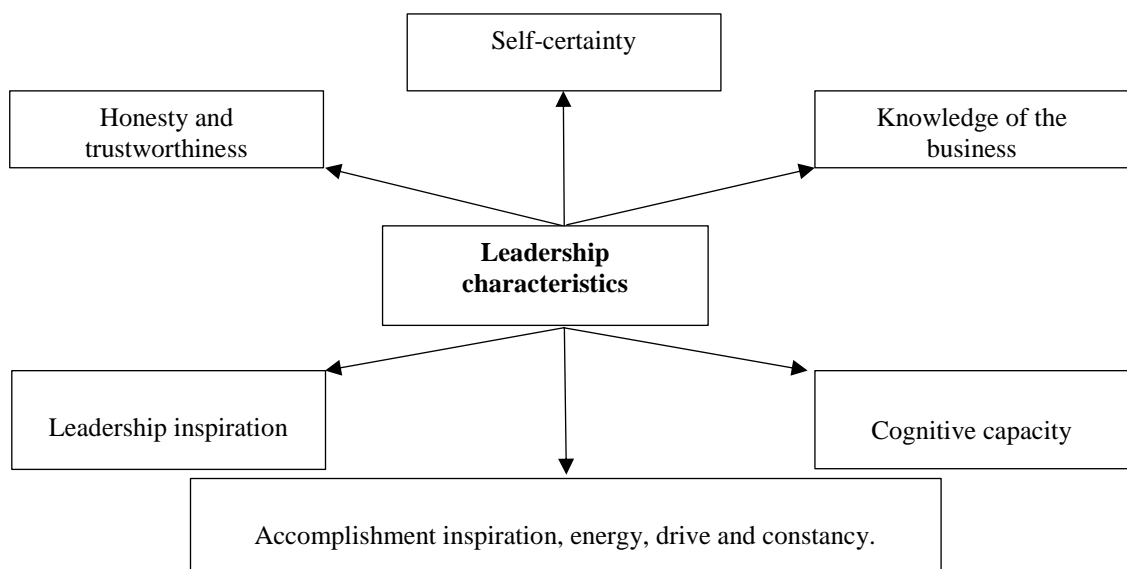 Self-certainty
Honesty and
trustworthiness
Knowledge of the
business
Leadership
characteristics
Leadership inspiration
Cognitive capacity
Accomplishment inspiration, energy, drive and constancy.